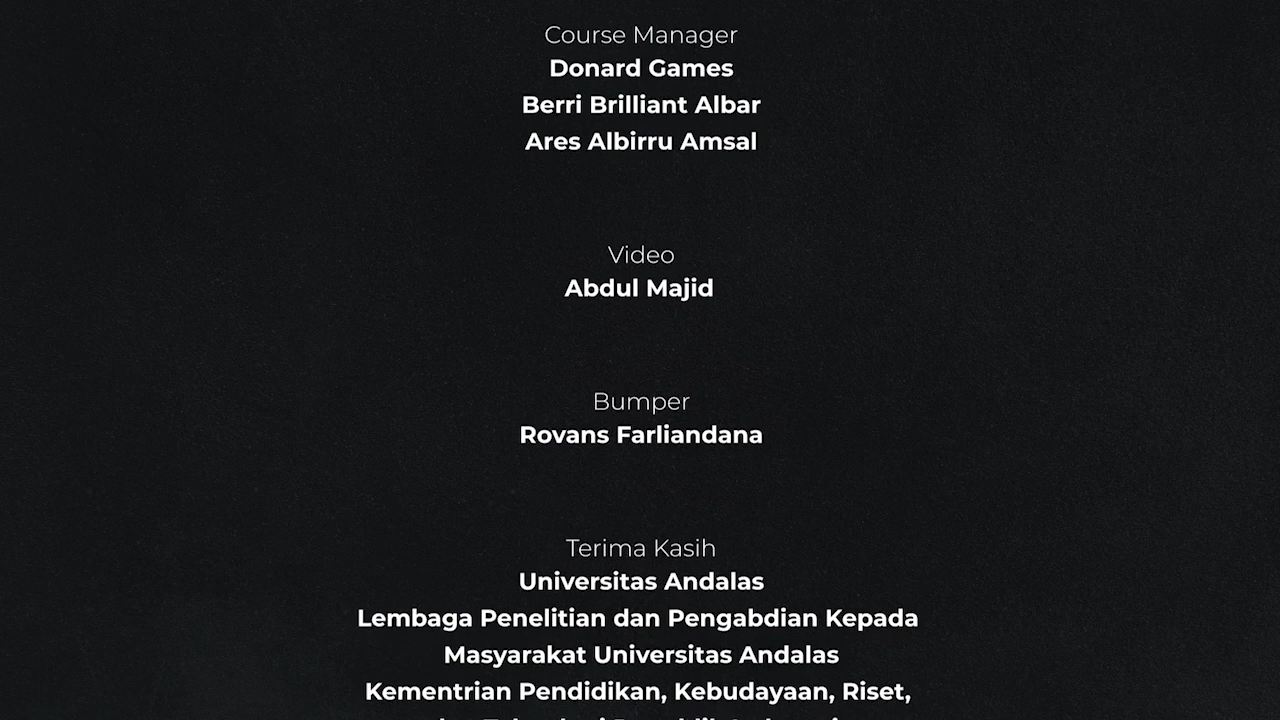 Course Manager
Donard Games
Berri Brilliant Albar
Ares Albirru Amsal
Video
Abdul Majid
Bumper
Rovans Farliandana
Terima Kasih
Universitas Andalas
Lembaga Penelitian dan Pengabdian Kepada
Masyarakat Universitas Andalas
Kementrian Pendidikan, Kebudayaan, Riset,